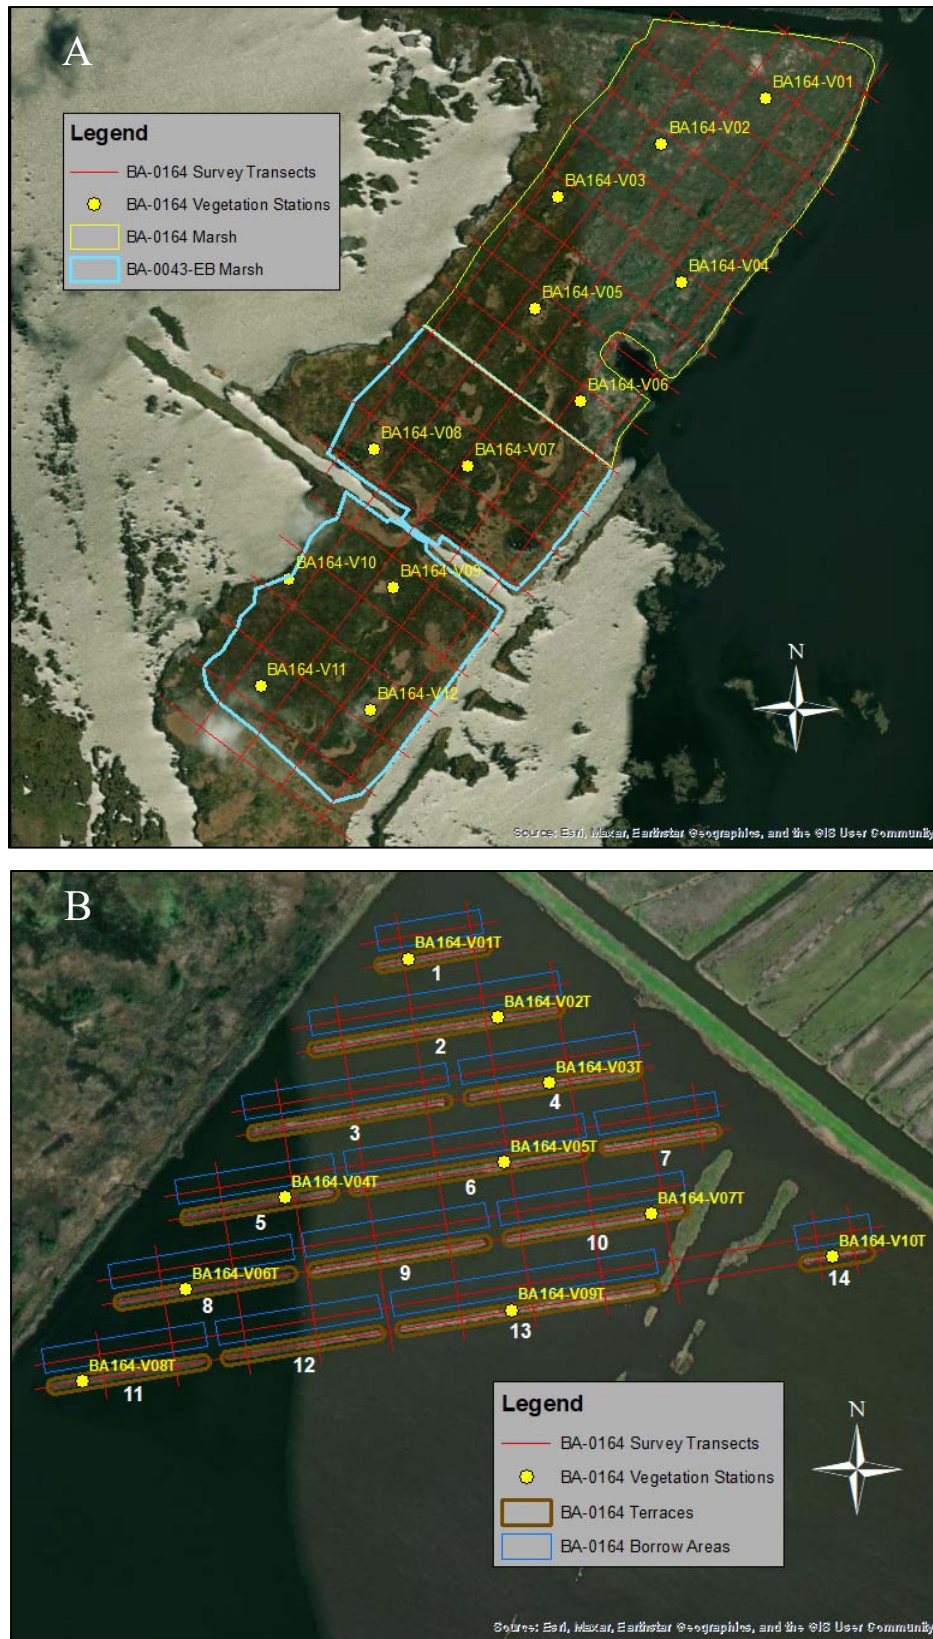 A
Legend
BA-0164 Survey Transects
BA-0164 Vegetation Stations
BA-0164 Marsh
BA-0043-EB Marsh
BA164-V01
BA164-V02
BA164-V03
BA164-V04
BA164-V05
BA164-V06
BA164-V08
BA164-V07
BA164-V10
BA164-V09
BA164-V11
BA164-V12
N
Source: Esri, Maxar, Earthstar Geographics, and the GIS User Community
B
BA164-V01T
1
BA164-V02T
2
BA164-V03T
4
3
BA164-V05T
7
6
BA164-V04T
5
BA164-V07T
10
9
BA164-V10T
14
BA164-V06T
8
BA164-V09T
13
12
BA164-V08T
11
Legend
BA-0164 Survey Transects
BA-0164 Vegetation Stations
BA-0164 Terraces
BA-0164 Borrow Areas
N
Source: Esri, Maxar, Earthstar Geographics, and the GIS User Community